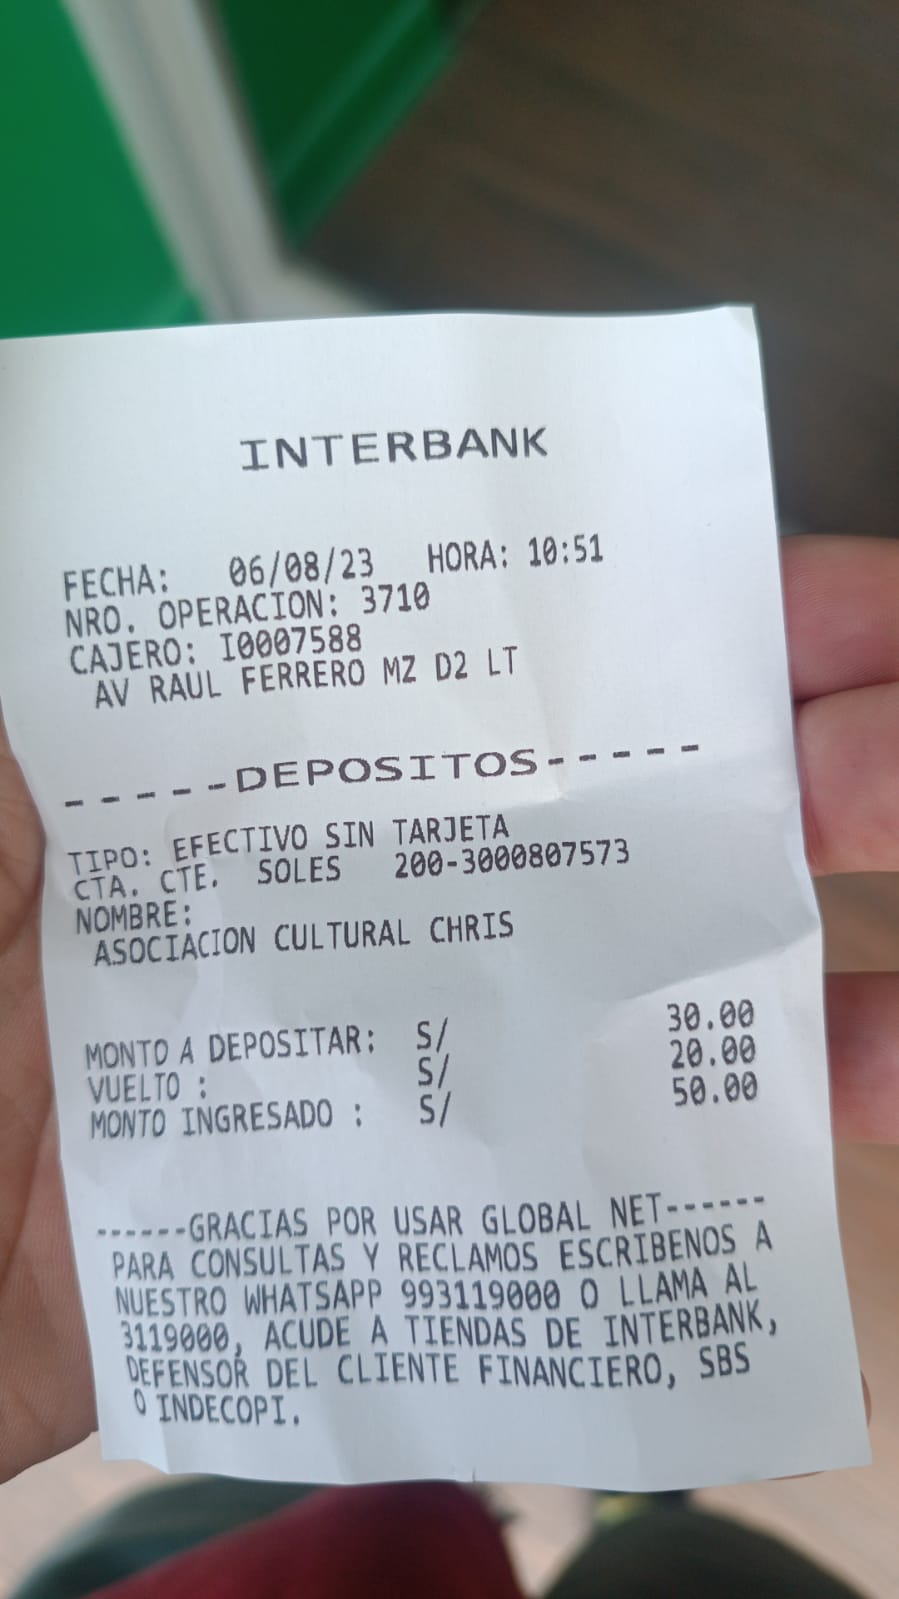 INTERBANK
FECHA: 06/08/23 HORA: 10:51
NRO. OPERACION: 3710
CAJERO: I0007588
AV RAUL FERRERO MZ D2 LT
-----DEPOSITOS-----
TIPO: EFECTIVO SIN TARJETA
CTA. CTE. SOLES 200-3000807573
NOMBRE:
ASOCIACION CULTURAL CHRIS
MONTO A DEPOSITAR: S/ 30.00
VUELTO : S/ 20.00
MONTO INGRESADO : S/ 50.00
------GRACIAS POR USAR GLOBAL NET------
PARA CONSULTAS Y RECLAMOS ESCRIBENOS A
NUESTRO WHATSAPP 993119000 O LLAMA AL
3119000, ACUDE A TIENDAS DE INTERBANK,
DEFENSOR DEL CLIENTE FINANCIERO, SBS
O INDECOPI.